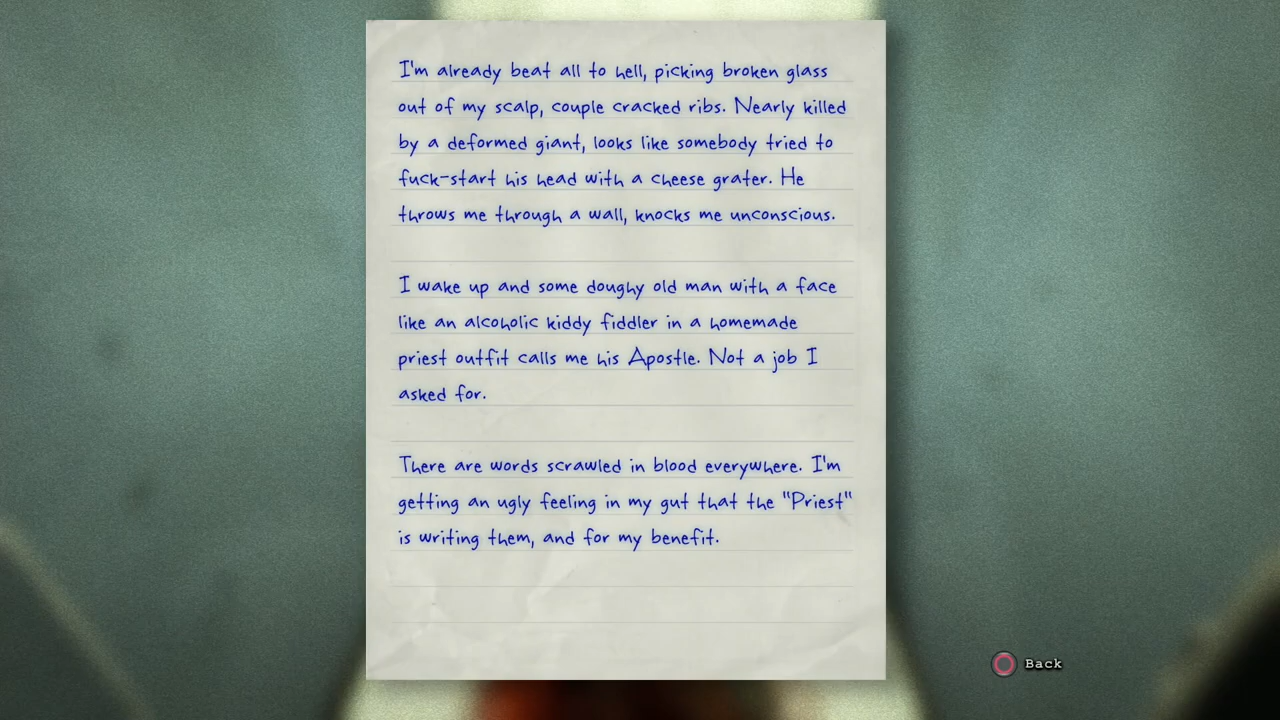 I'm already beat all to hell, picking broken glass
out of my scalp, couple cracked ribs. Nearly killed
by a deformed giant, looks like somebody tried to
fuck-start his head with a cheese grater. He
throws me through a wall, knocks me unconscious.
I wake up and some doughy old man with a face
like an alcoholic kiddy fiddler in a homemade
priest outfit calls me his Apostle. Not a job I
asked for.
There are words scrawled in blood everywhere. I'm
getting an ugly feeling in my gut that the "Priest"
is writing them, and for my benefit.
Back